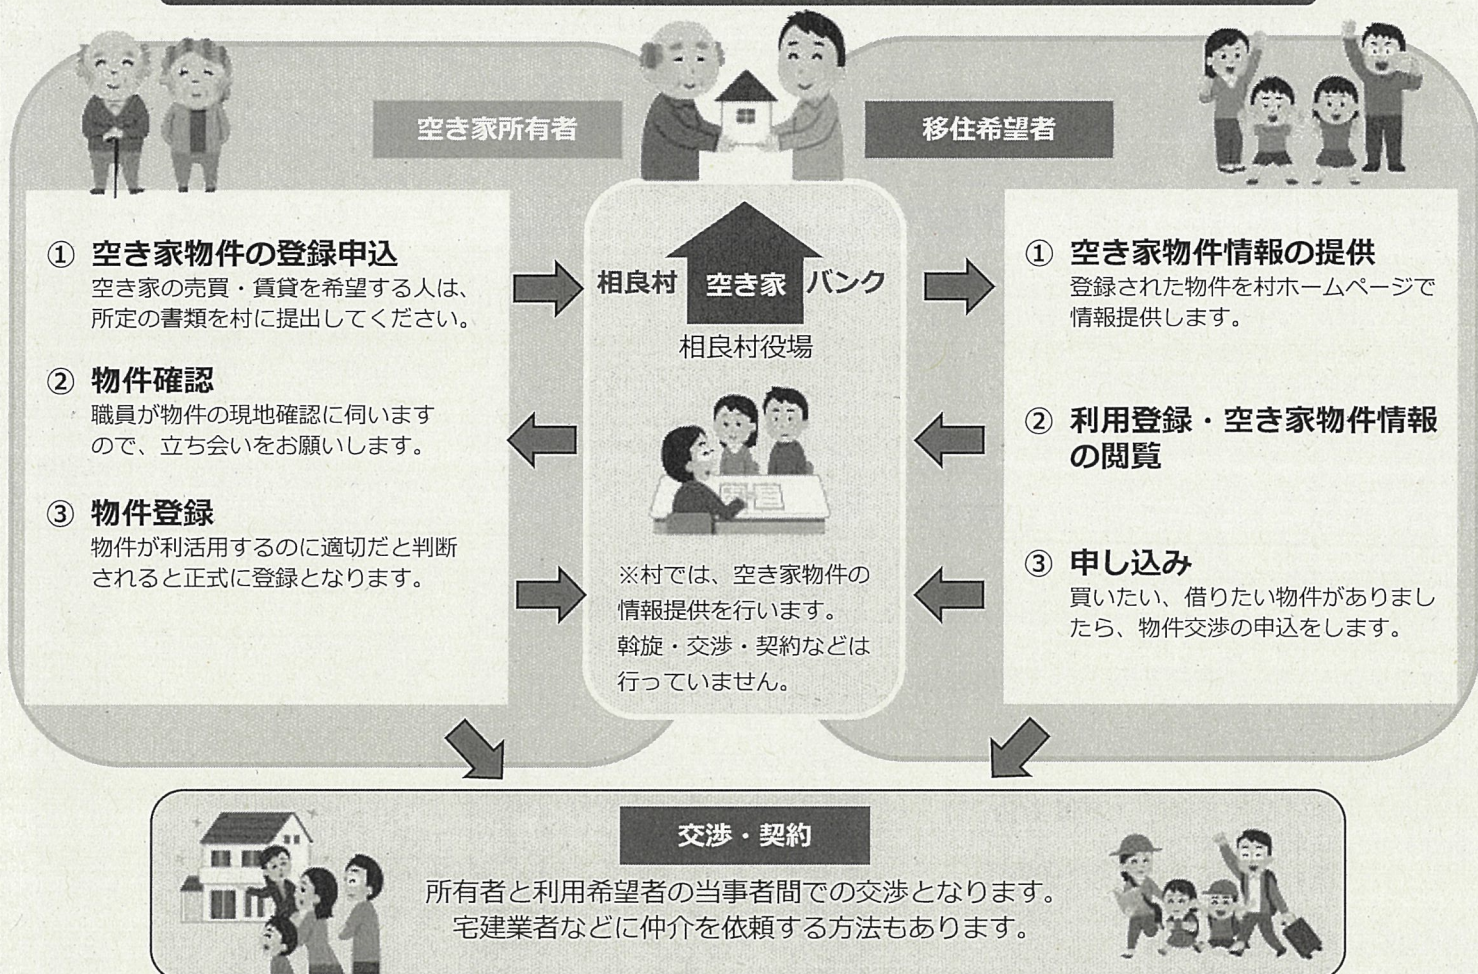 空き家所有者
① 空き家物件の登録申込
空き家の売買・賃貸を希望する人は、
所定の書類を村に提出してください。
② 物件確認
職員が物件の現地確認に伺います
ので、立ち会いをお願いします。
③ 物件登録
物件が利活用するのに適切だと判断
されると正式に登録となります。
相良村 空き家 バンク
相良村役場
※村では、空き家物件の
情報提供を行います。
斡旋・交渉・契約などは
行っていません。
移住希望者
① 空き家物件情報の提供
登録された物件を村ホームページで
情報提供します。
② 利用登録・空き家物件情報
の閲覧
③ 申し込み
買いたい、借りたい物件がありまし
たら、物件交渉の申込をします。
交渉・契約
所有者と利用希望者の当事者間での交渉となります。
宅建業者などに仲介を依頼する方法もあります。